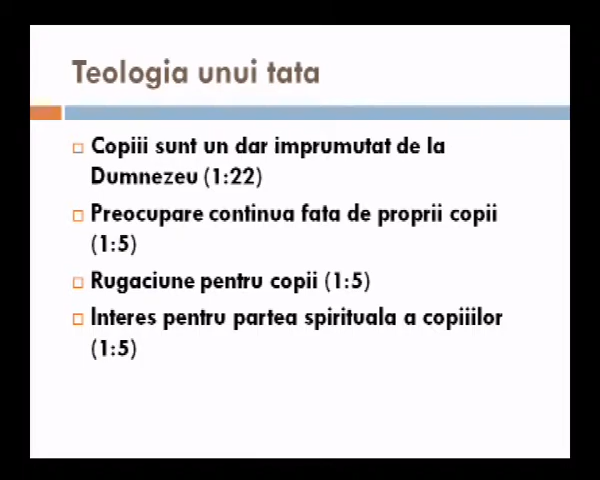 Teologia unui tata
Copiii sunt un dar imprumutat de la
Dumnezeu (1:22)
Preocupare continua fata de proprii copii
(1:5)
Rugaciune pentru copii (1:5)
Interes pentru partea spirituala a copiiilor
(1:5)